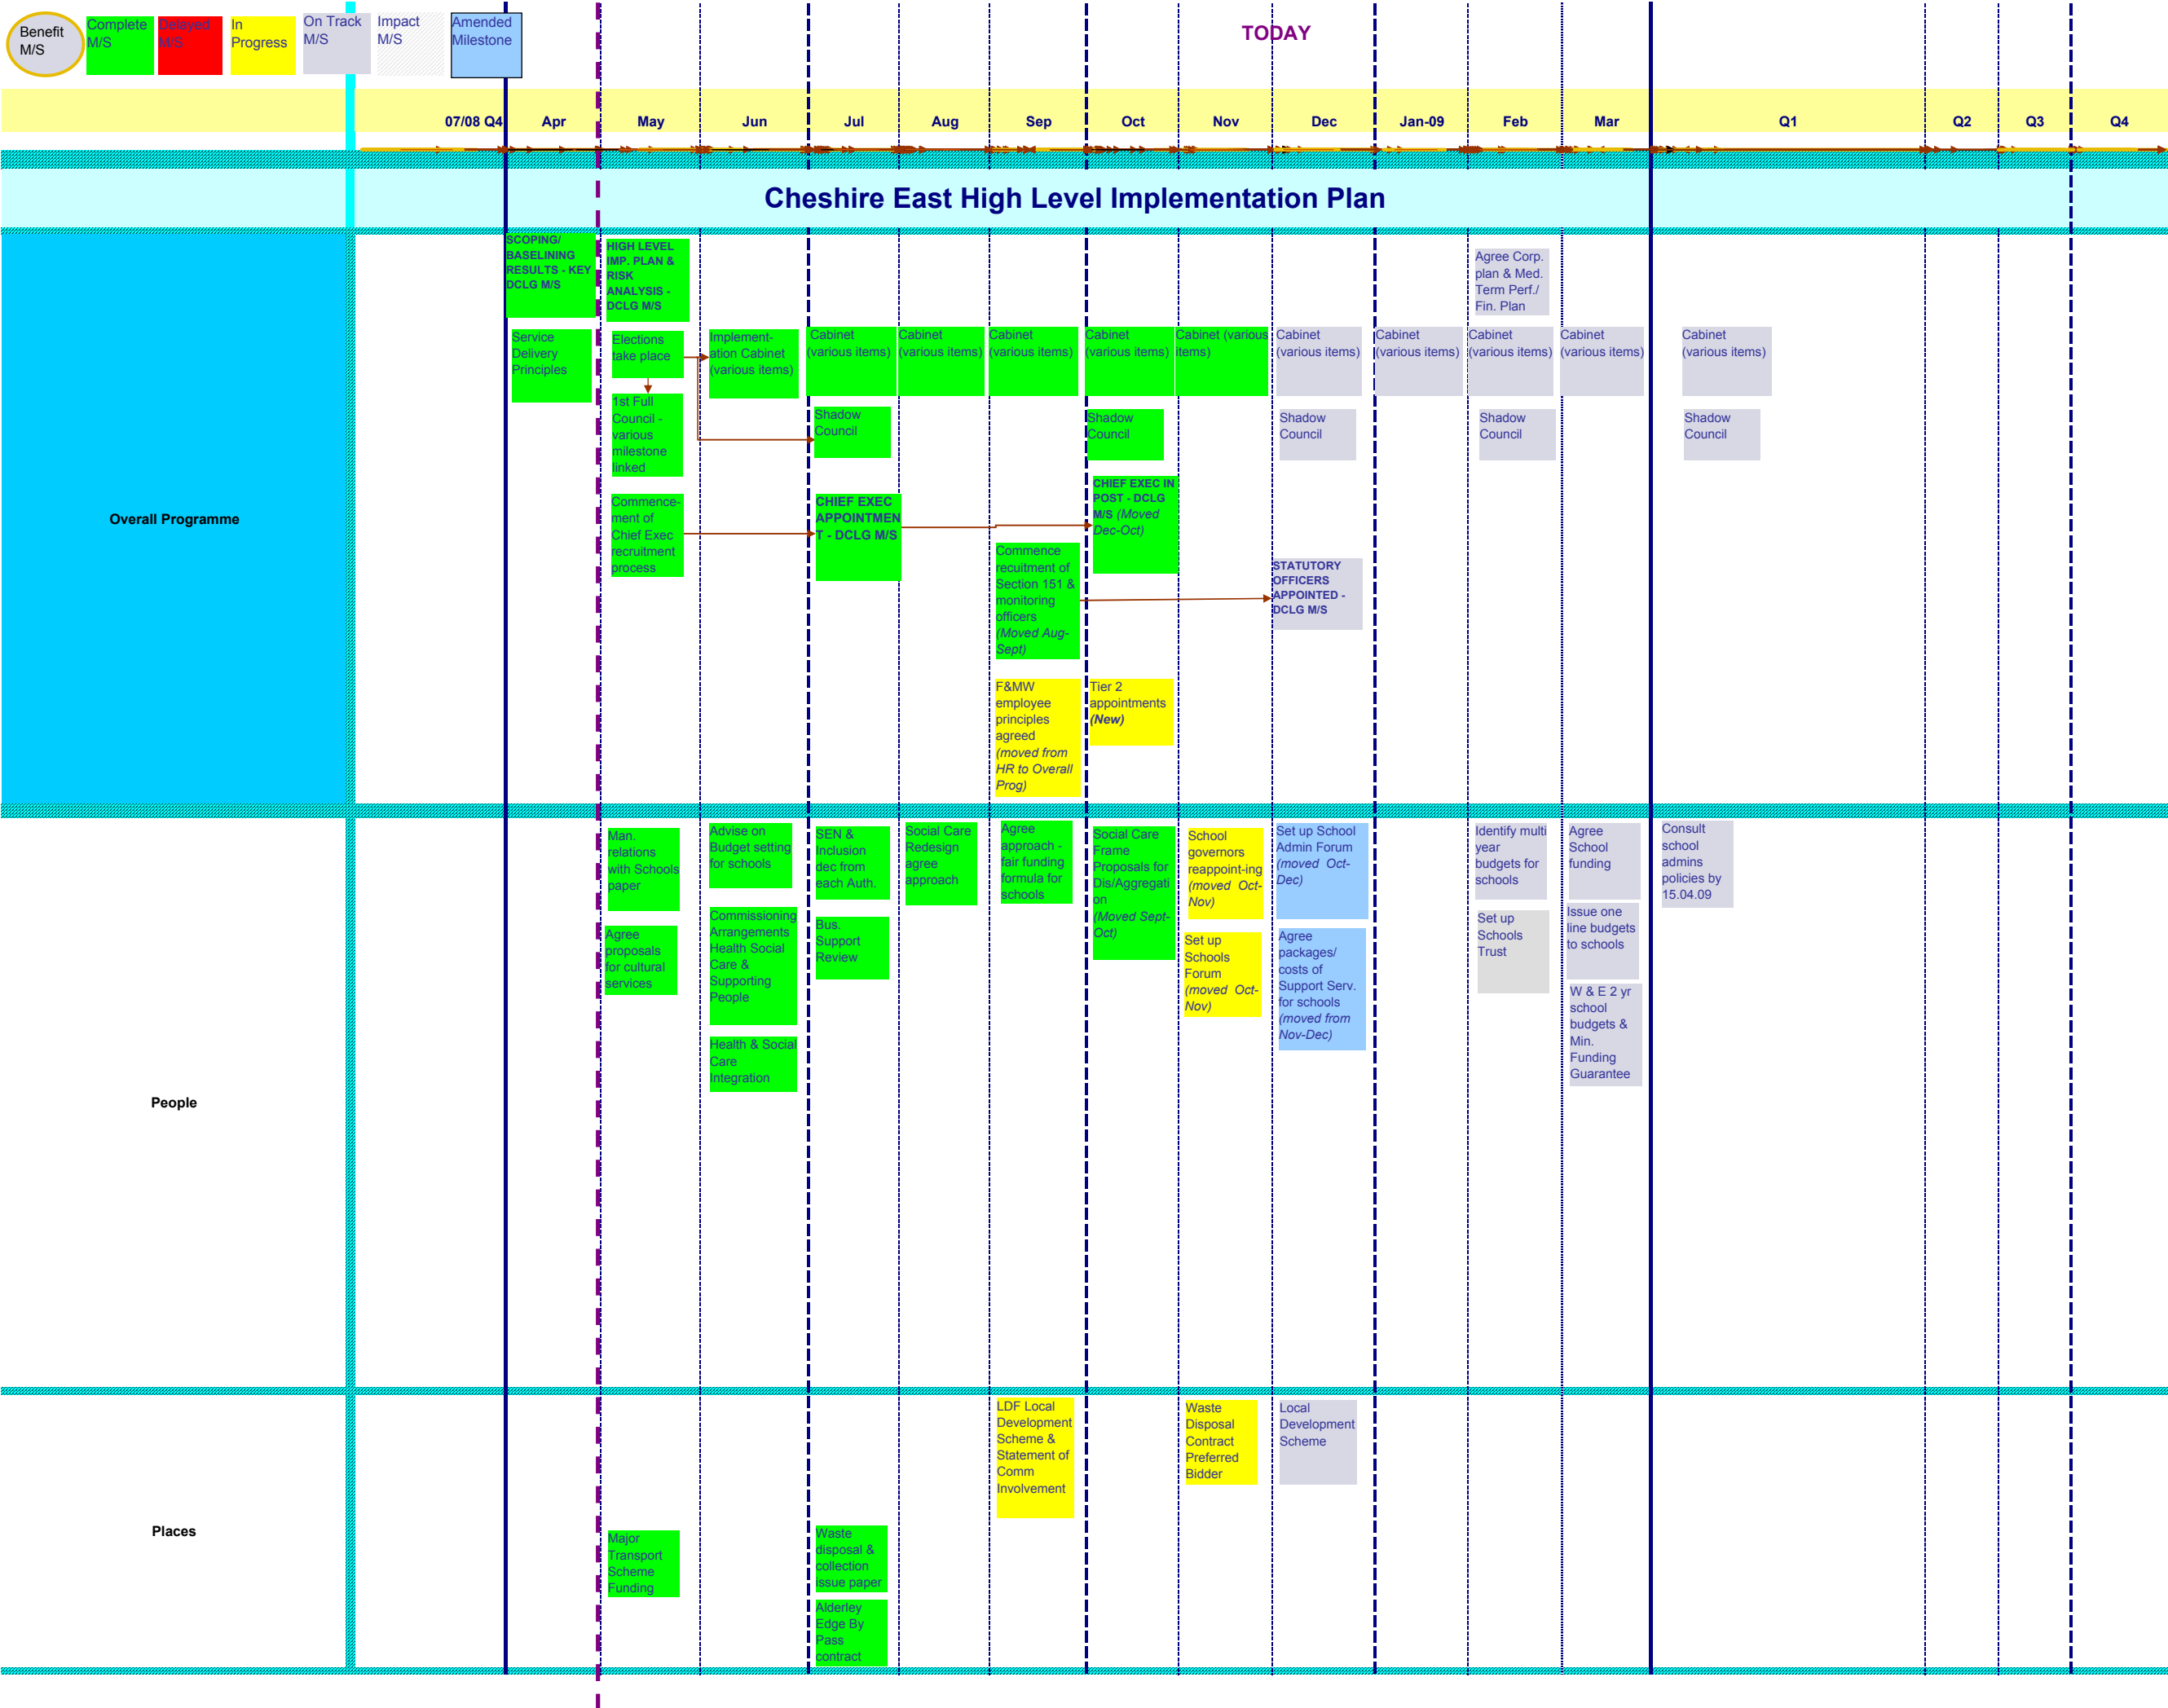 Benefit
M/S
Complete
M/S
Delayed
M/S
In
Progress
On Track
M/S
Impact
M/S
Amended
Milestone
TODAY
07/08 Q4 Apr May Jun Jul Aug Sep Oct Nov Dec Jan-09 Feb Mar Q1 Q2 Q3 Q4
Cheshire East High Level Implementation Plan
Overall Programme
SCOPING/
BASELINING
RESULTS - KEY
DCLG M/S
HIGH LEVEL
IMP. PLAN &
RISK
ANALYSIS -
DCLG M/S
Agree Corp.
plan & Med.
Term Perf./
Fin. Plan
Service
Delivery
Principles
Elections
take place
Implement-
ation Cabinet
(various items)
Cabinet
(various items)
Cabinet
(various items)
Cabinet
(various items)
Cabinet
(various items)
Cabinet (various
items)
Cabinet
(various items)
Cabinet
(various items)
Cabinet
(various items)
Cabinet
(various items)
Cabinet
(various items)
1st Full
Council -
various
milestone
linked
Shadow
Council
Shadow
Council
Shadow
Council
Shadow
Council
Shadow
Council
Commence-
ment of
Chief Exec
recruitment
process
CHIEF EXEC
APPOINTMEN
T - DCLG M/S
CHIEF EXEC IN
POST - DCLG
M/S (Moved
Dec-Oct)
Commence
recuitment of
Section 151 &
monitoring
officers
(Moved Aug-
Sept)
STATUTORY
OFFICERS
APPOINTED -
DCLG M/S
F&MW
employee
principles
agreed
(moved from
HR to Overall
Prog)
Tier 2
appointments
(New)
People
Man.
relations
with Schools
paper
Agree
proposals
for cultural
services
Advise on
Budget setting
for schools
Commissioning
Arrangements
Health Social
Care &
Supporting
People
Health & Social
Care
Integration
SEN &
Inclusion
dec from
each Auth.
Bus.
Support
Review
Social Care
Redesign
agree
approach
Agree
approach -
fair funding
formula for
schools
Social Care
Frame
Proposals for
Dis/Aggregati
on
(Moved Sept-
Oct)
School
governors
reappoint-ing
(moved Oct-
Nov)
Set up
Schools
Forum
(moved Oct-
Nov)
Set up School
Admin Forum
(moved Oct-
Dec)
Agree
packages/
costs of
Support Serv.
for schools
(moved from
Nov-Dec)
Identify multi
year
budgets for
schools
Set up
Schools
Trust
Agree
School
funding
Issue one
line budgets
to schools
W & E 2 yr
school
budgets &
Min.
Funding
Guarantee
Consult
school
admins
policies by
15.04.09
Places
Major
Transport
Scheme
Funding
Waste
disposal &
collection
issue paper
Alderley
Edge By
Pass
contract
LDF Local
Development
Scheme &
Statement of
Comm
Involvement
Waste
Disposal
Contract
Preferred
Bidder
Local
Development
Scheme